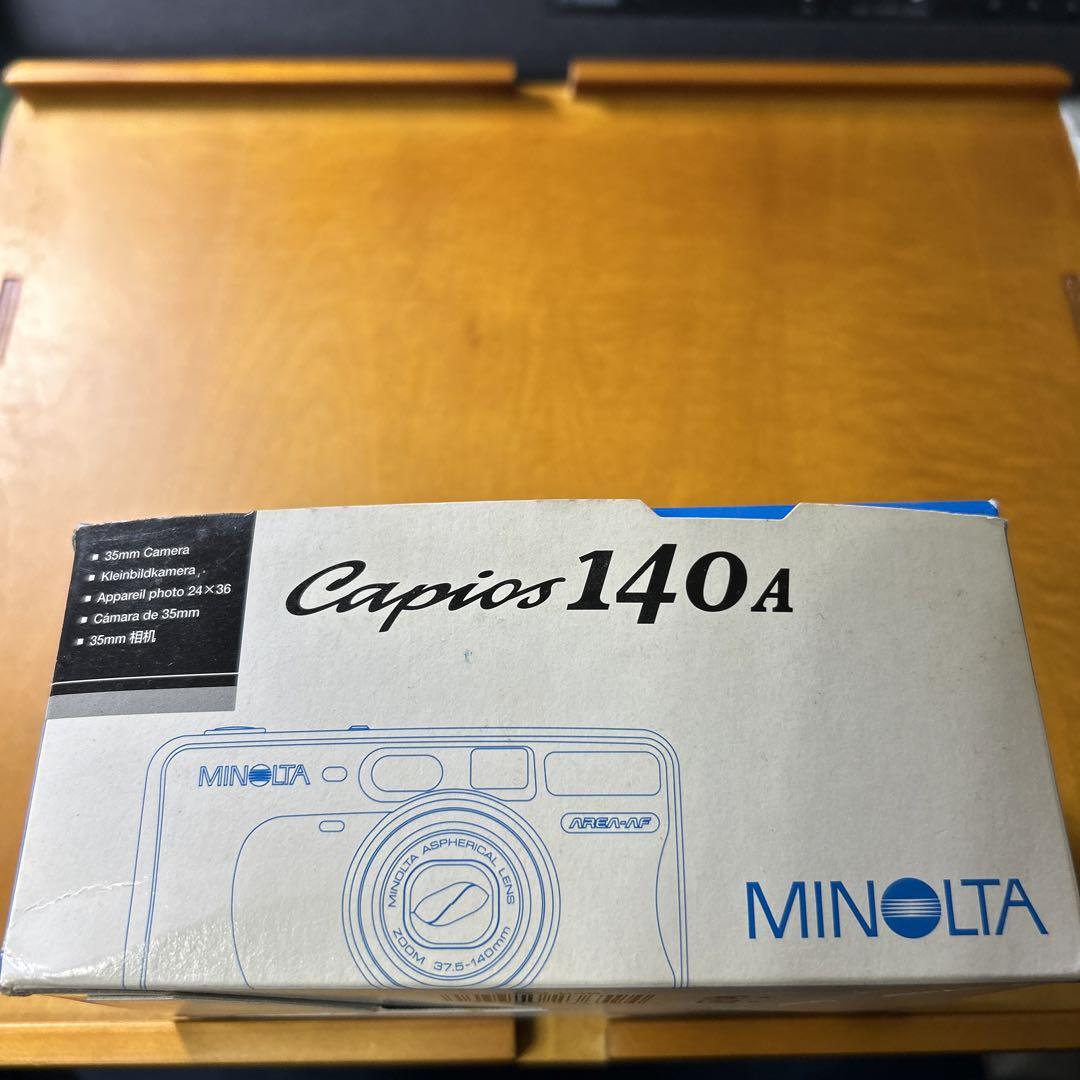 ■ 35mm Camera
■ Kleinbildkamera
■ Appareil photo 24×36
■ Cámara de 35mm
■ 35mm 相机
Capios 140A
MINOLTA
AREA-AF
MINOLTA ASPHERICAL LENS
ZOOM 37.5-140mm
MINOLTA